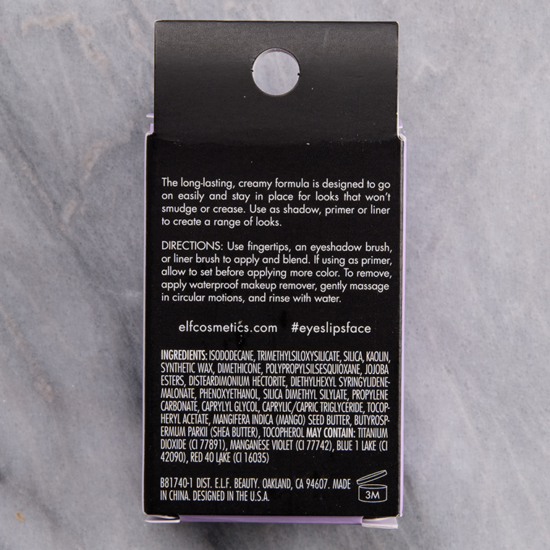 The long-lasting, creamy formula is designed to go
on easily and stay in place for looks that won't
smudge or crease. Use as shadow, primer or liner
to create a range of looks.
DIRECTIONS: Use fingertips, an eyeshadow brush,
or liner brush to apply and blend. If using as primer,
allow to set before applying more color. To remove,
apply waterproof makeup remover, gently massage
in circular motions, and rinse with water.
elfcosmetics.com #eyeslipsface
INGREDIENTS: ISODODECANE, TRIMETHYLSILOXYSILICATE, SILICA, KAOLIN,
SYNTHETIC WAX, DIMETHICONE, POLYPROPYLSILSESQUIOXANE, JOJOBA
ESTERS, DISTEARDIMONIUM HECTORITE, DIETHYLHEXYL SYRINGYLIDENE-
MALONATE, PHENOXYETHANOL, SILICA DIMETHYL SILYLATE, PROPYLENE
CARBONATE, CAPRYLYL GLYCOL, CAPRYLIC/CAPRIC TRIGLYCERIDE, TOCOP-
HERYL ACETATE, MANGIFERA INDICA (MANGO) SEED BUTTER, BUTYROSP-
ERMUM PARKII (SHEA BUTTER), TOCOPHEROL MAY CONTAIN: TITANIUM
DIOXIDE (CI 77891), MANGANESE VIOLET (CI 77742), BLUE 1 LAKE (CI
42090), RED 40 LAKE (CI 16035)
B81740-1 DIST. E.L.F. BEAUTY. OAKLAND, CA 94607. MADE
IN CHINA. DESIGNED IN THE U.S.A.
3M